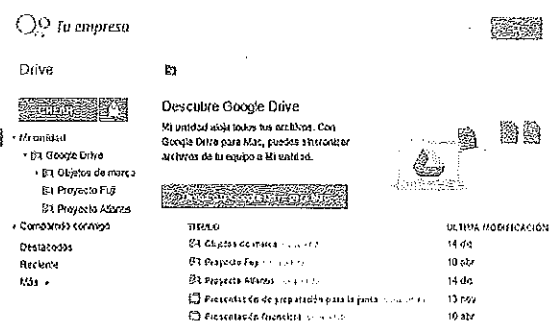 Tu empresa
Drive
CREAR
Mi unidad
Google Drive
Objetos de marca
Proyecto Fuji
Proyecto Atlantis
Compartido conmigo
Destacados
Reciente
Más
Descubre Google Drive
Mi unidad aloja todos tus archivos. Con
Google Drive para Mac, puedes sincronizar
archivos de tu equipo a Mi unidad.
TÍTULO ÚLTIMA MODIFICACIÓN
Objetos de marca 14 dic
Proyecto Fuji 10 abr
Proyecto Atlantis 14 dic
Presentación de preparación para la junta 13 nov
Presentación financiera 10 abr